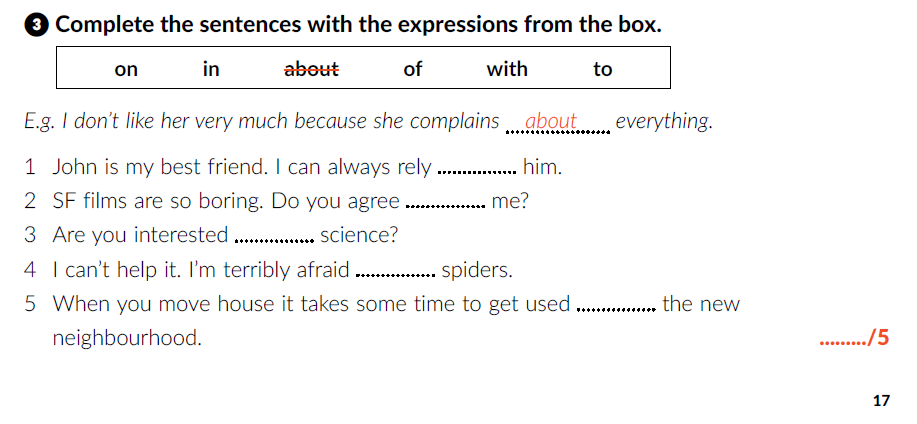 3 Complete the sentences with the expressions from the box.
on in about of with to
E.g. I don't like her very much because she complains ...about... everything.
1 John is my best friend. I can always rely ............... him.
2 SF films are so boring. Do you agree ............... me?
3 Are you interested ............... science?
4 I can't help it. I'm terribly afraid ............... spiders.
5 When you move house it takes some time to get used ............... the new
neighbourhood.
........./5
17